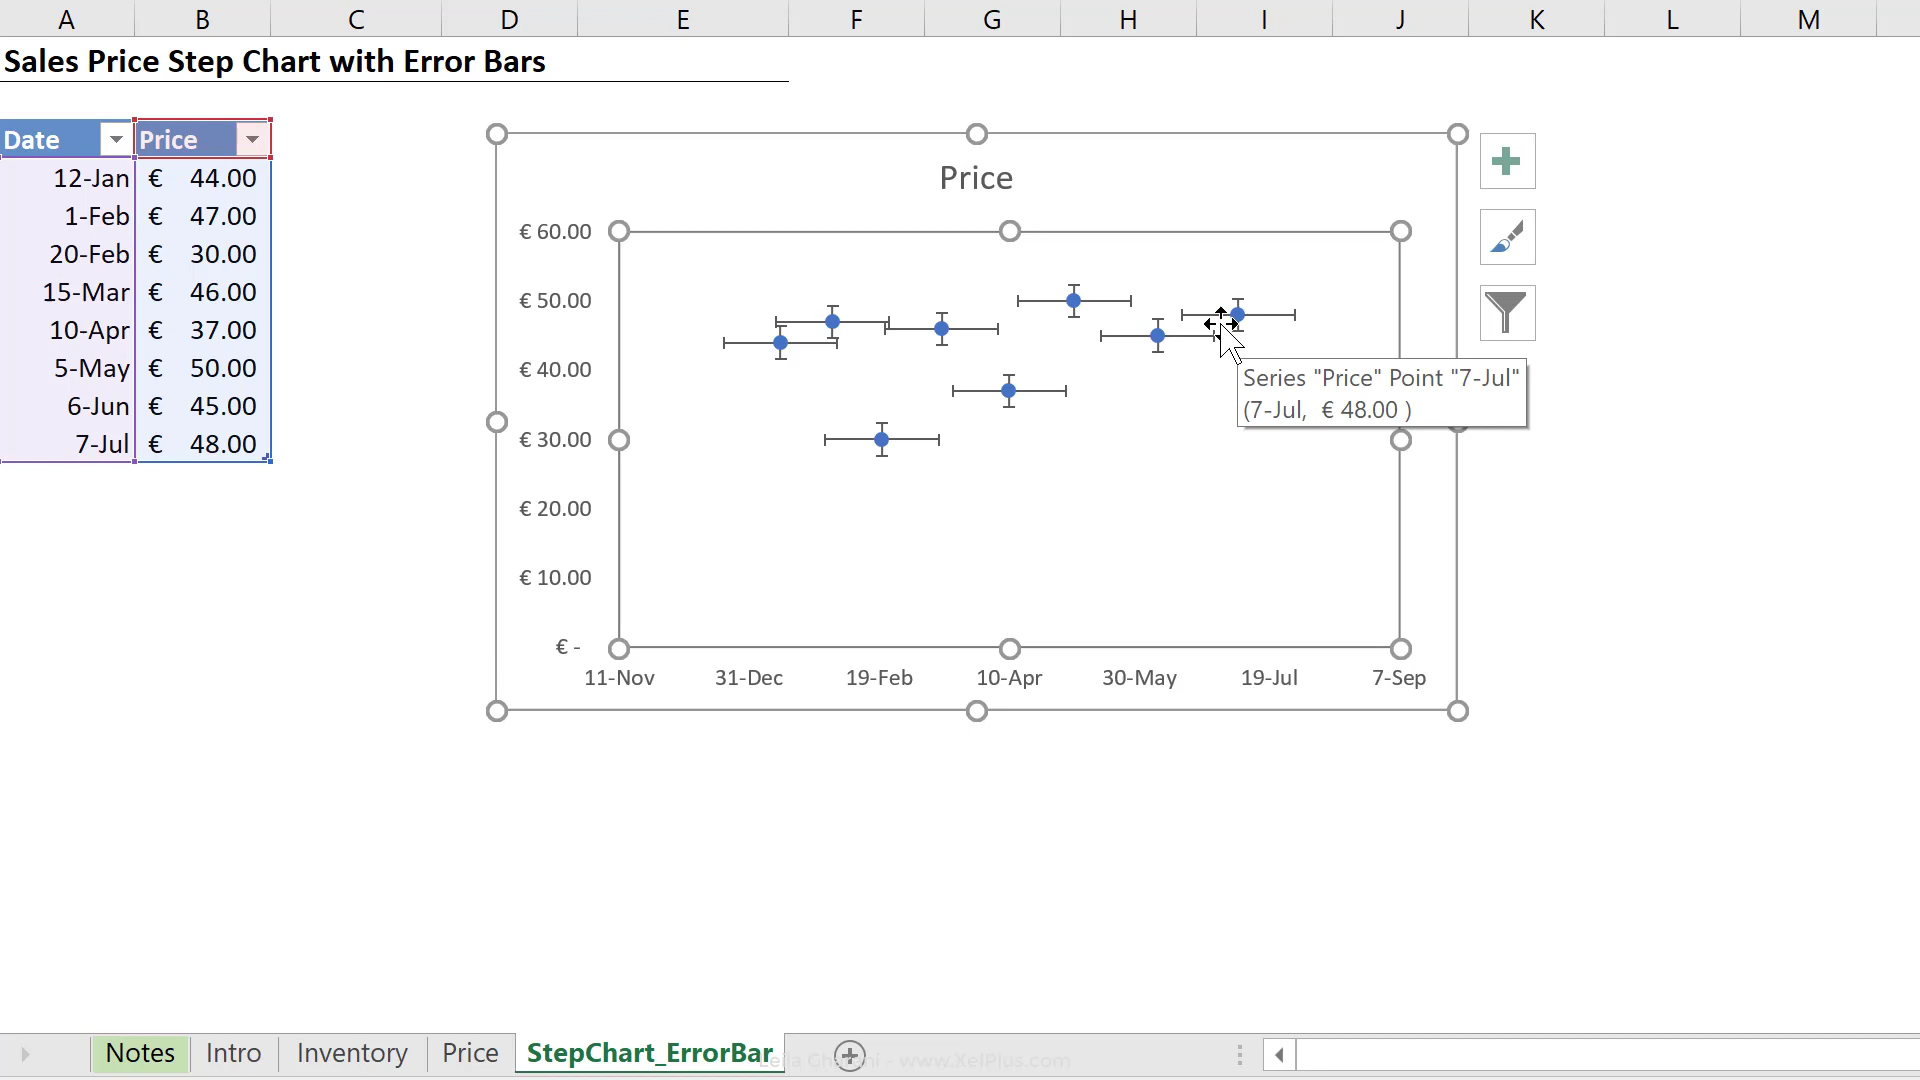 A B C D E F G H I J K L M
Sales Price Step Chart with Error Bars
Date Price
12-Jan € 44.00
1-Feb € 47.00
20-Feb € 30.00
15-Mar € 46.00
10-Apr € 37.00
5-May € 50.00
6-Jun € 45.00
7-Jul € 48.00
Price
€ 60.00
€ 50.00
€ 40.00
€ 30.00
€ 20.00
€ 10.00
€ -
11-Nov 31-Dec 19-Feb 10-Apr 30-May 19-Jul 7-Sep
Series "Price" Point "7-Jul"
(7-Jul, € 48.00 )
Notes Intro Inventory Price StepChart_ErrorBar
- www.XelPlus.com